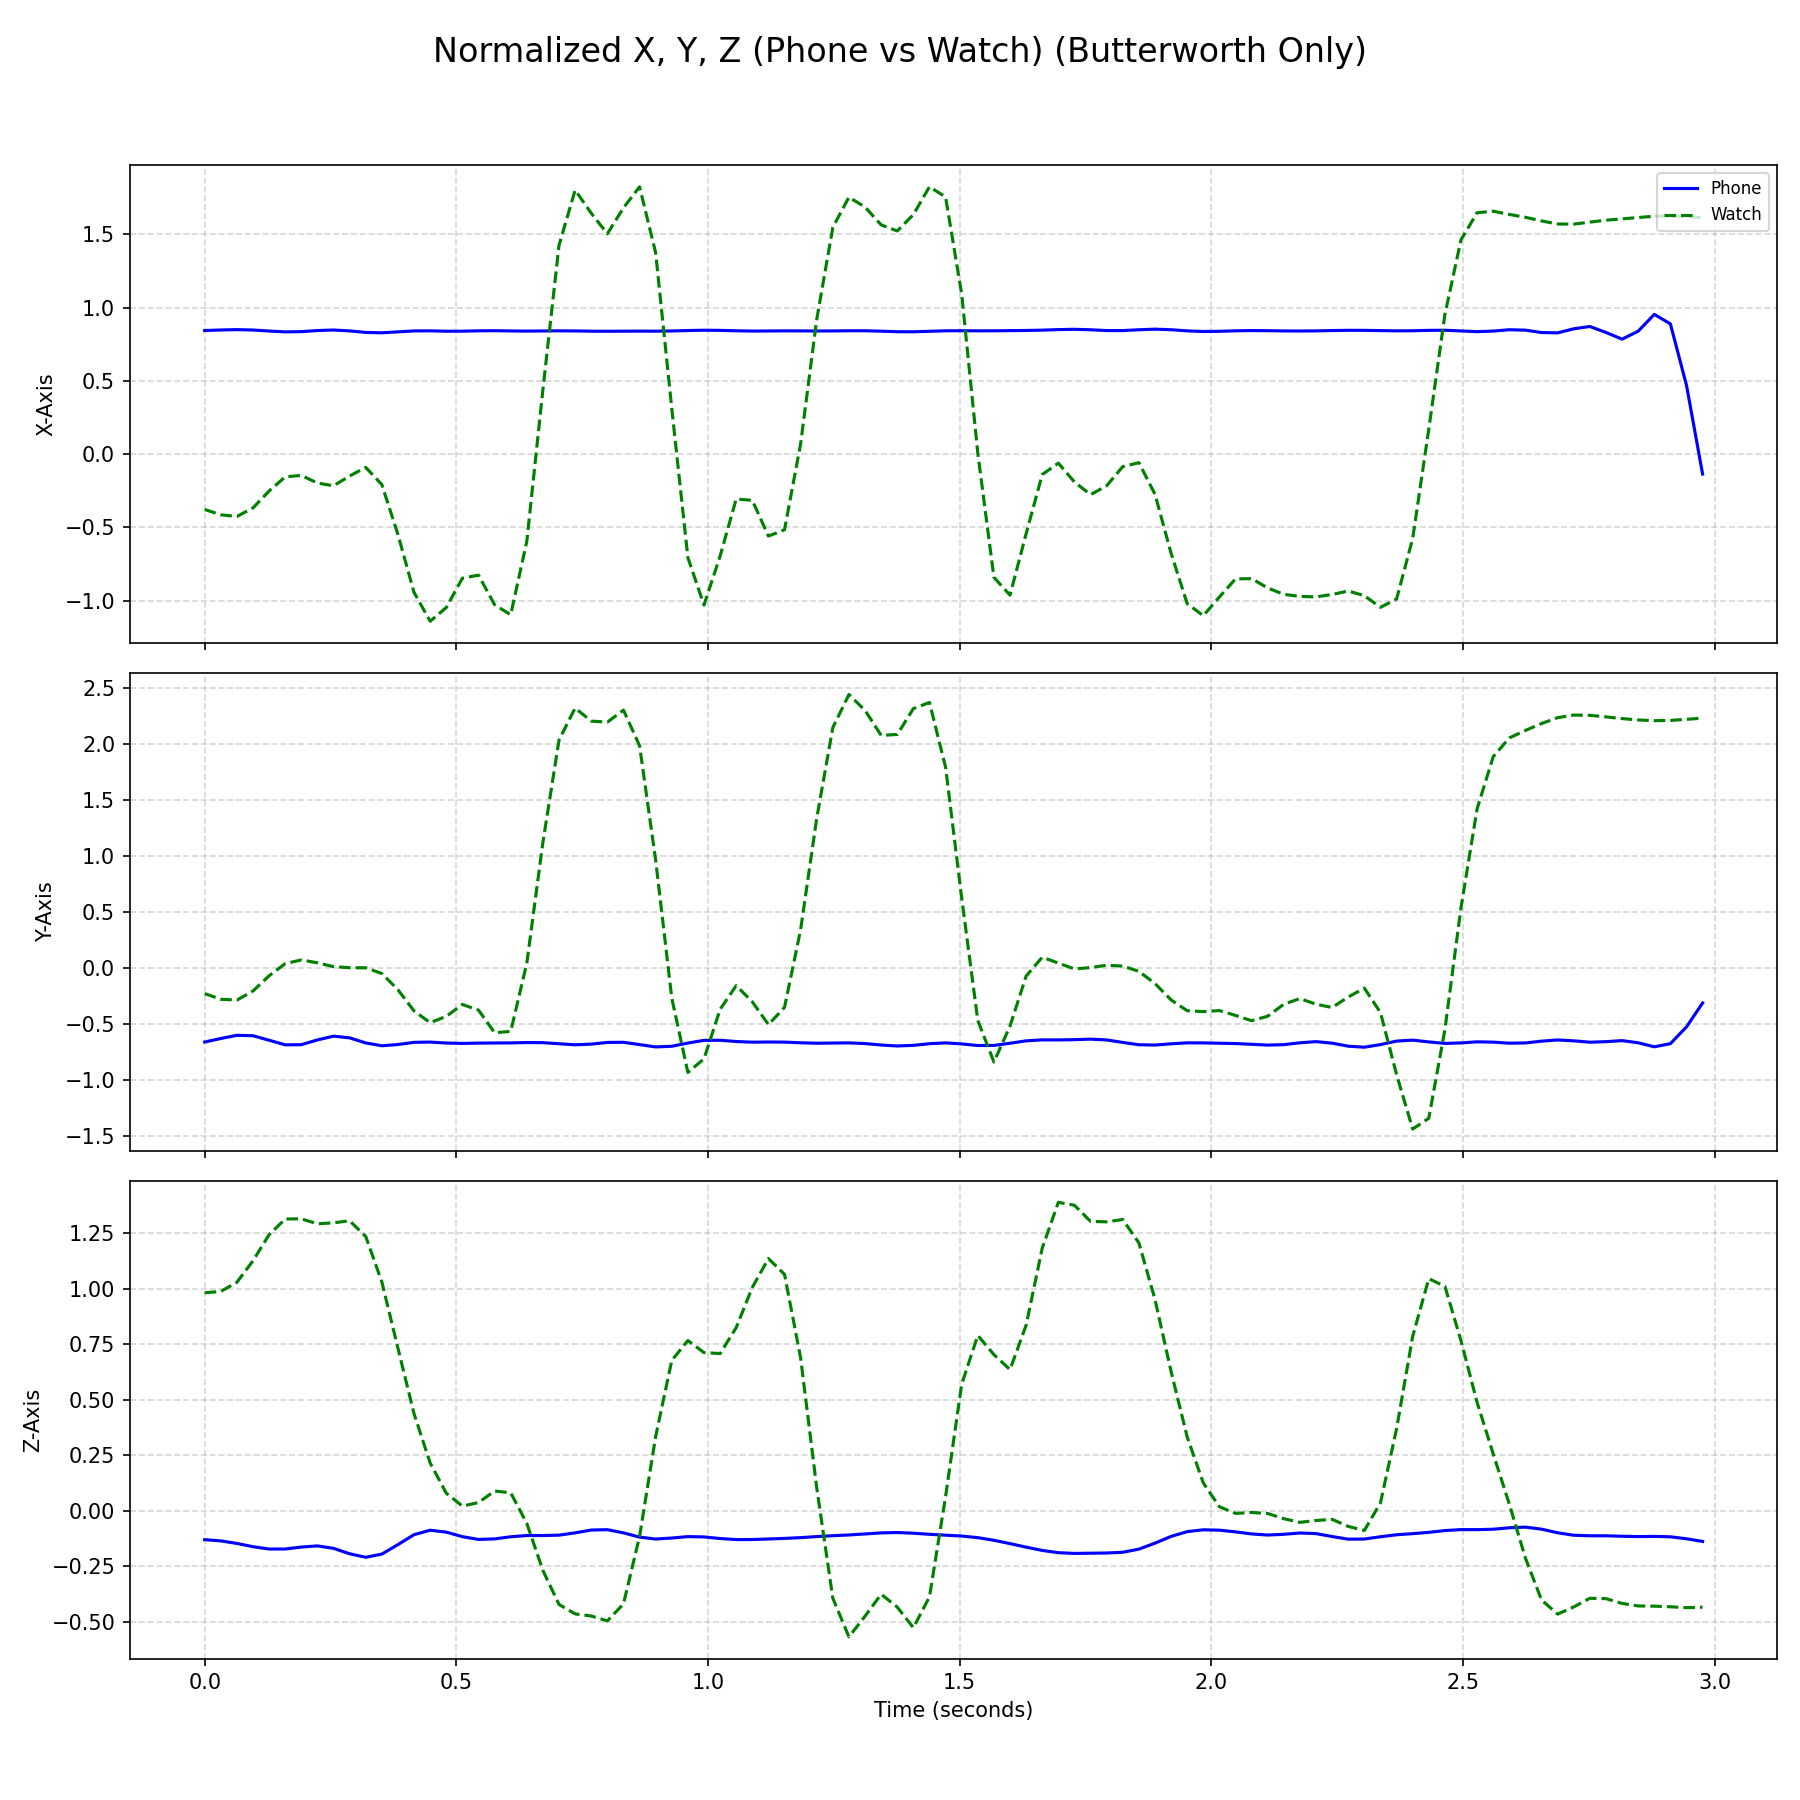 Normalized X, Y, Z (Phone vs Watch) (Butterworth Only)
Phone
Watch
1.5
1.0
0.5
0.0
−0.5
−1.0
X-Axis
2.5
2.0
1.5
1.0
0.5
0.0
−0.5
−1.0
−1.5
Y-Axis
1.25
1.00
0.75
0.50
0.25
0.00
−0.25
−0.50
Z-Axis
0.0 0.5 1.0 1.5 2.0 2.5 3.0
Time (seconds)